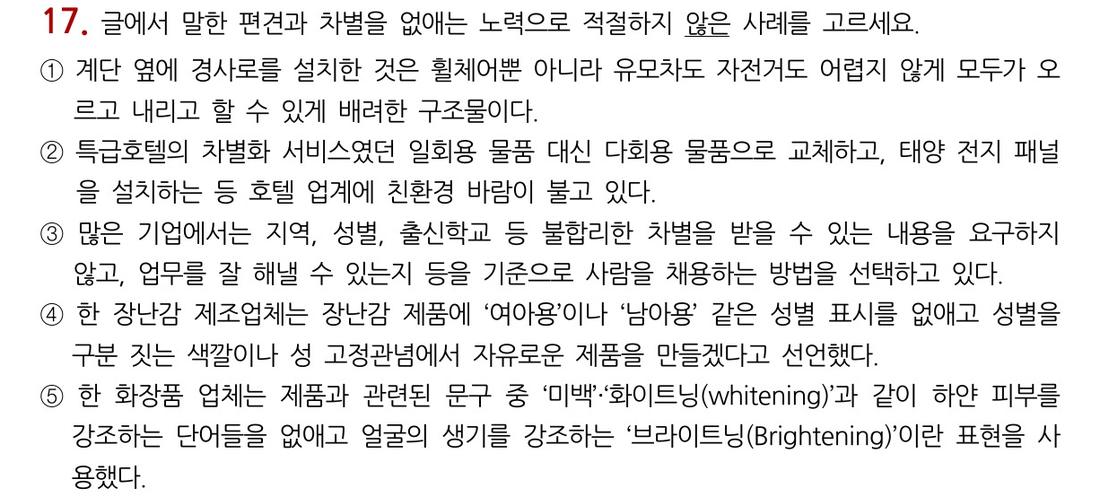 17. 글에서 말한 편견과 차별을 없애는 노력으로 적절하지 않은 사례를 고르세요.
① 계단 옆에 경사로를 설치한 것은 휠체어뿐 아니라 유모차도 자전거도 어렵지 않게 모두가 오
르고 내리고 할 수 있게 배려한 구조물이다.
② 특급호텔의 차별화 서비스였던 일회용 물품 대신 다회용 물품으로 교체하고, 태양 전지 패널
을 설치하는 등 호텔 업계에 친환경 바람이 불고 있다.
③ 많은 기업에서는 지역, 성별, 출신학교 등 불합리한 차별을 받을 수 있는 내용을 요구하지
않고, 업무를 잘 해낼 수 있는지 등을 기준으로 사람을 채용하는 방법을 선택하고 있다.
④ 한 장난감 제조업체는 장난감 제품에 ‘여아용’이나 ‘남아용’ 같은 성별 표시를 없애고 성별을
구분 짓는 색깔이나 성 고정관념에서 자유로운 제품을 만들겠다고 선언했다.
⑤ 한 화장품 업체는 제품과 관련된 문구 중 ‘미백’·‘화이트닝(whitening)’과 같이 하얀 피부를
강조하는 단어들을 없애고 얼굴의 생기를 강조하는 ‘브라이트닝(Brightening)’이란 표현을 사
용했다.